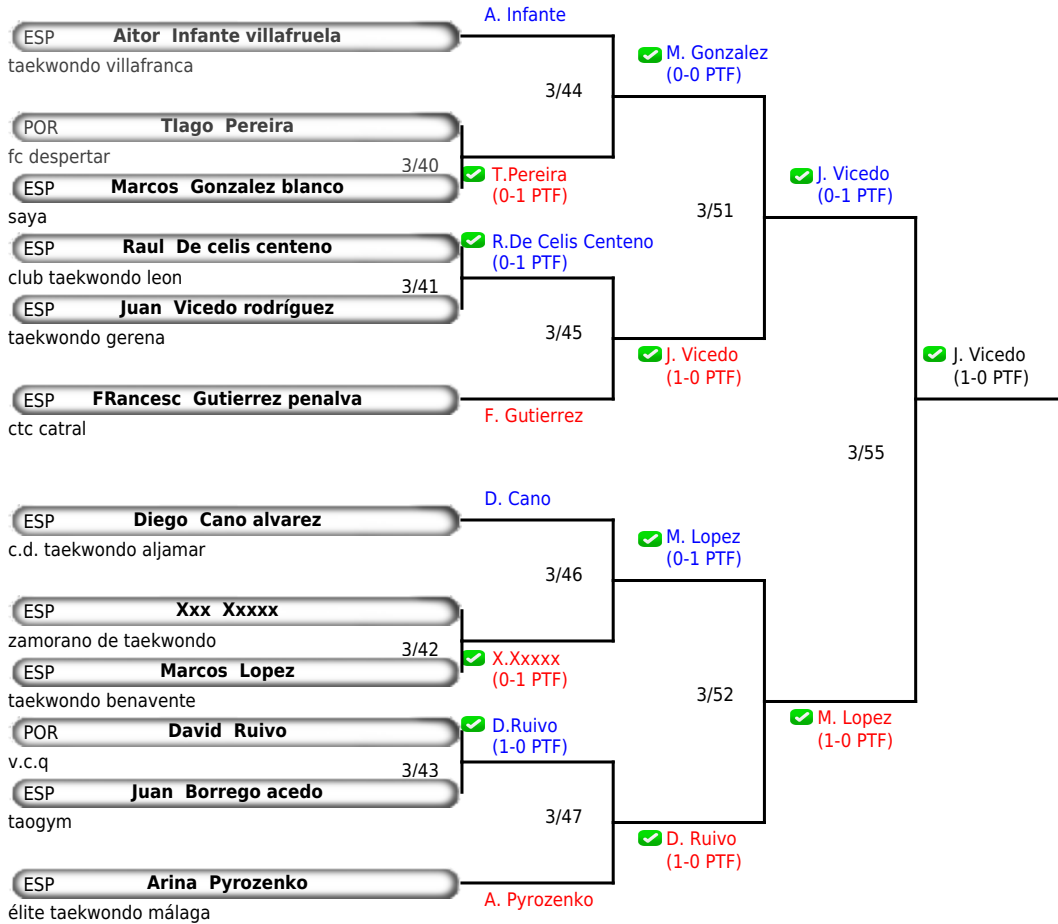 A. Infante
ESP Aitor Infante villafruela
taekwondo villafranca
M. Gonzalez
(0-0 PTF)
3/44
POR TIago Pereira
fc despertar
3/40
ESP Marcos Gonzalez blanco
saya
T.Pereira
(0-1 PTF)
J. Vicedo
(0-1 PTF)
3/51
ESP Raul De celis centeno
club taekwondo leon
R.De Celis Centeno
(0-1 PTF)
3/41
ESP Juan Vicedo rodríguez
taekwondo gerena
3/45
J. Vicedo
(1-0 PTF)
J. Vicedo
(1-0 PTF)
ESP FRancesc Gutierrez penalva
ctc catral
F. Gutierrez
3/55
D. Cano
ESP Diego Cano alvarez
c.d. taekwondo aljamar
M. Lopez
(0-1 PTF)
3/46
ESP Xxx Xxxxx
zamorano de taekwondo
3/42
ESP Marcos Lopez
taekwondo benavente
X.Xxxxx
(0-1 PTF)
3/52
M. Lopez
(1-0 PTF)
POR David Ruivo
v.c.q
D.Ruivo
(1-0 PTF)
3/43
ESP Juan Borrego acedo
taogym
3/47
D. Ruivo
(1-0 PTF)
ESP Arina Pyrozenko
élite taekwondo málaga
A. Pyrozenko